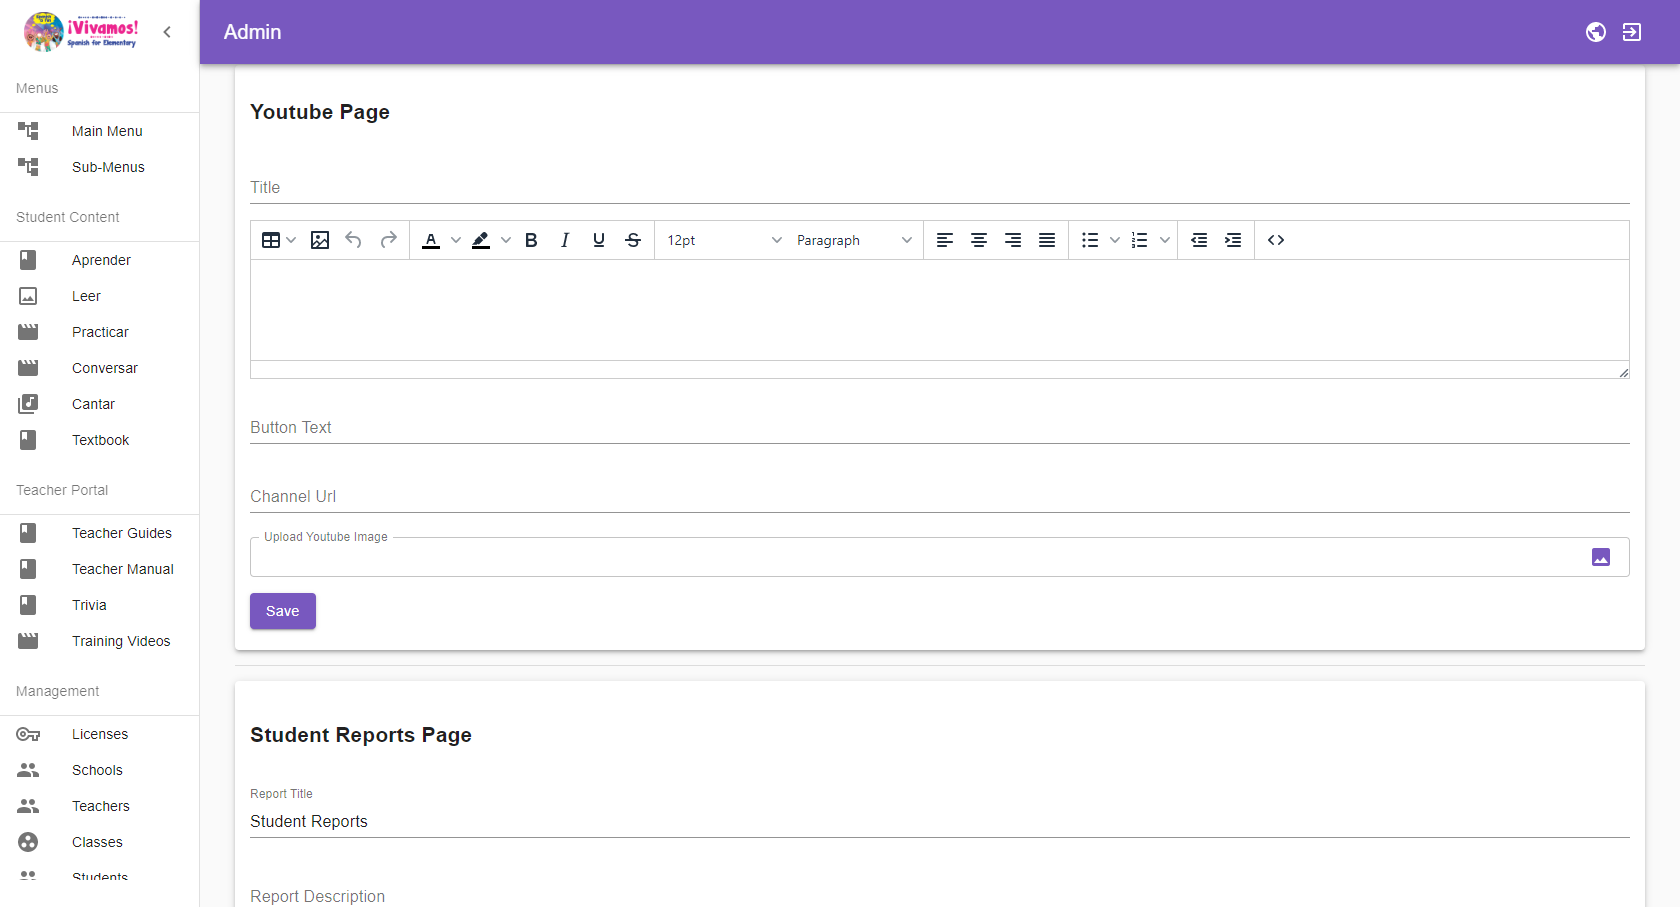 ¡Vivamos!
Spanish for Elementary
Admin
Menus
Main Menu
Sub-Menus
Student Content
Aprender
Leer
Practicar
Conversar
Cantar
Textbook
Teacher Portal
Teacher Guides
Teacher Manual
Trivia
Training Videos
Management
Licenses
Schools
Teachers
Classes
Students
Youtube Page
Title
12pt Paragraph
Button Text
Channel Url
Upload Youtube Image
Save
Student Reports Page
Report Title
Student Reports
Report Description